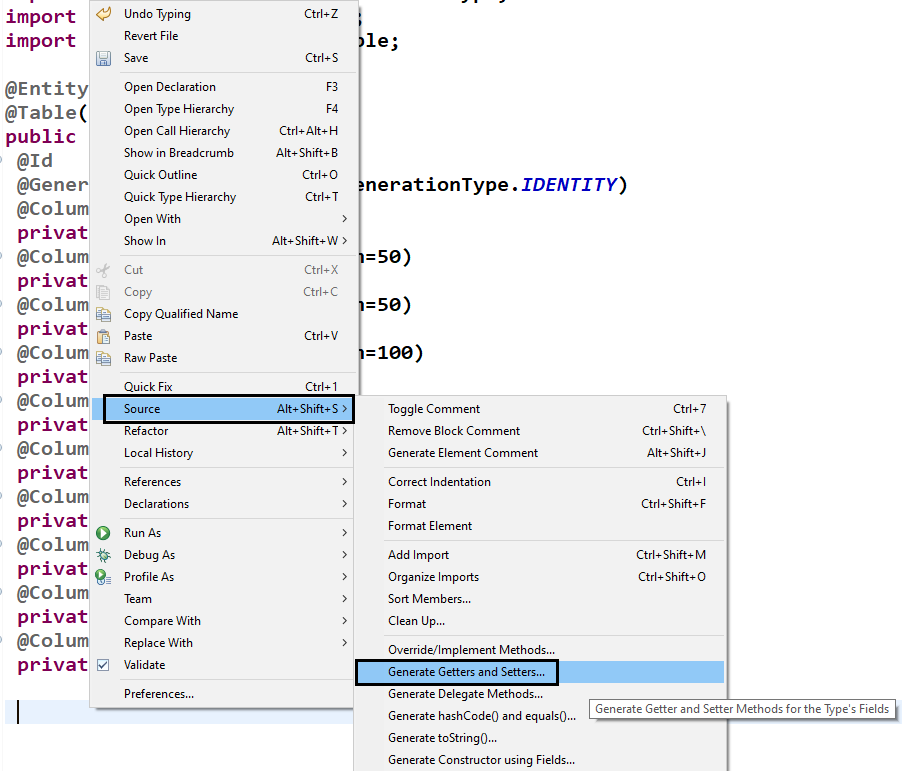 import ;
import ble;
@Entity
@Table(
public
@Id
@Gener enerationType.IDENTITY)
@Colum
privat
@Colum =50)
privat
@Colum =50)
privat
@Colum =100)
privat
@Colum
privat
@Colum
privat
@Colum
privat
@Colum
privat
@Colum
privat
@Colum
privat
Undo Typing Ctrl+Z
Revert File
Save Ctrl+S
Open Declaration F3
Open Type Hierarchy F4
Open Call Hierarchy Ctrl+Alt+H
Show in Breadcrumb Alt+Shift+B
Quick Outline Ctrl+O
Quick Type Hierarchy Ctrl+T
Open With >
Show In Alt+Shift+W >
Cut Ctrl+X
Copy Ctrl+C
Copy Qualified Name
Paste Ctrl+V
Raw Paste
Quick Fix Ctrl+1
Source Alt+Shift+S >
Refactor Alt+Shift+T >
Local History >
References >
Declarations >
Run As >
Debug As >
Profile As >
Team >
Compare With >
Replace With >
Validate
Preferences...
Toggle Comment Ctrl+7
Remove Block Comment Ctrl+Shift+\
Generate Element Comment Alt+Shift+J
Correct Indentation Ctrl+I
Format Ctrl+Shift+F
Format Element
Add Import Ctrl+Shift+M
Organize Imports Ctrl+Shift+O
Sort Members...
Clean Up...
Override/Implement Methods...
Generate Getters and Setters...
Generate Delegate Methods...
Generate hashCode() and equals()...
Generate toString()...
Generate Constructor using Fields...
Generate Getter and Setter Methods for the Type's Fields